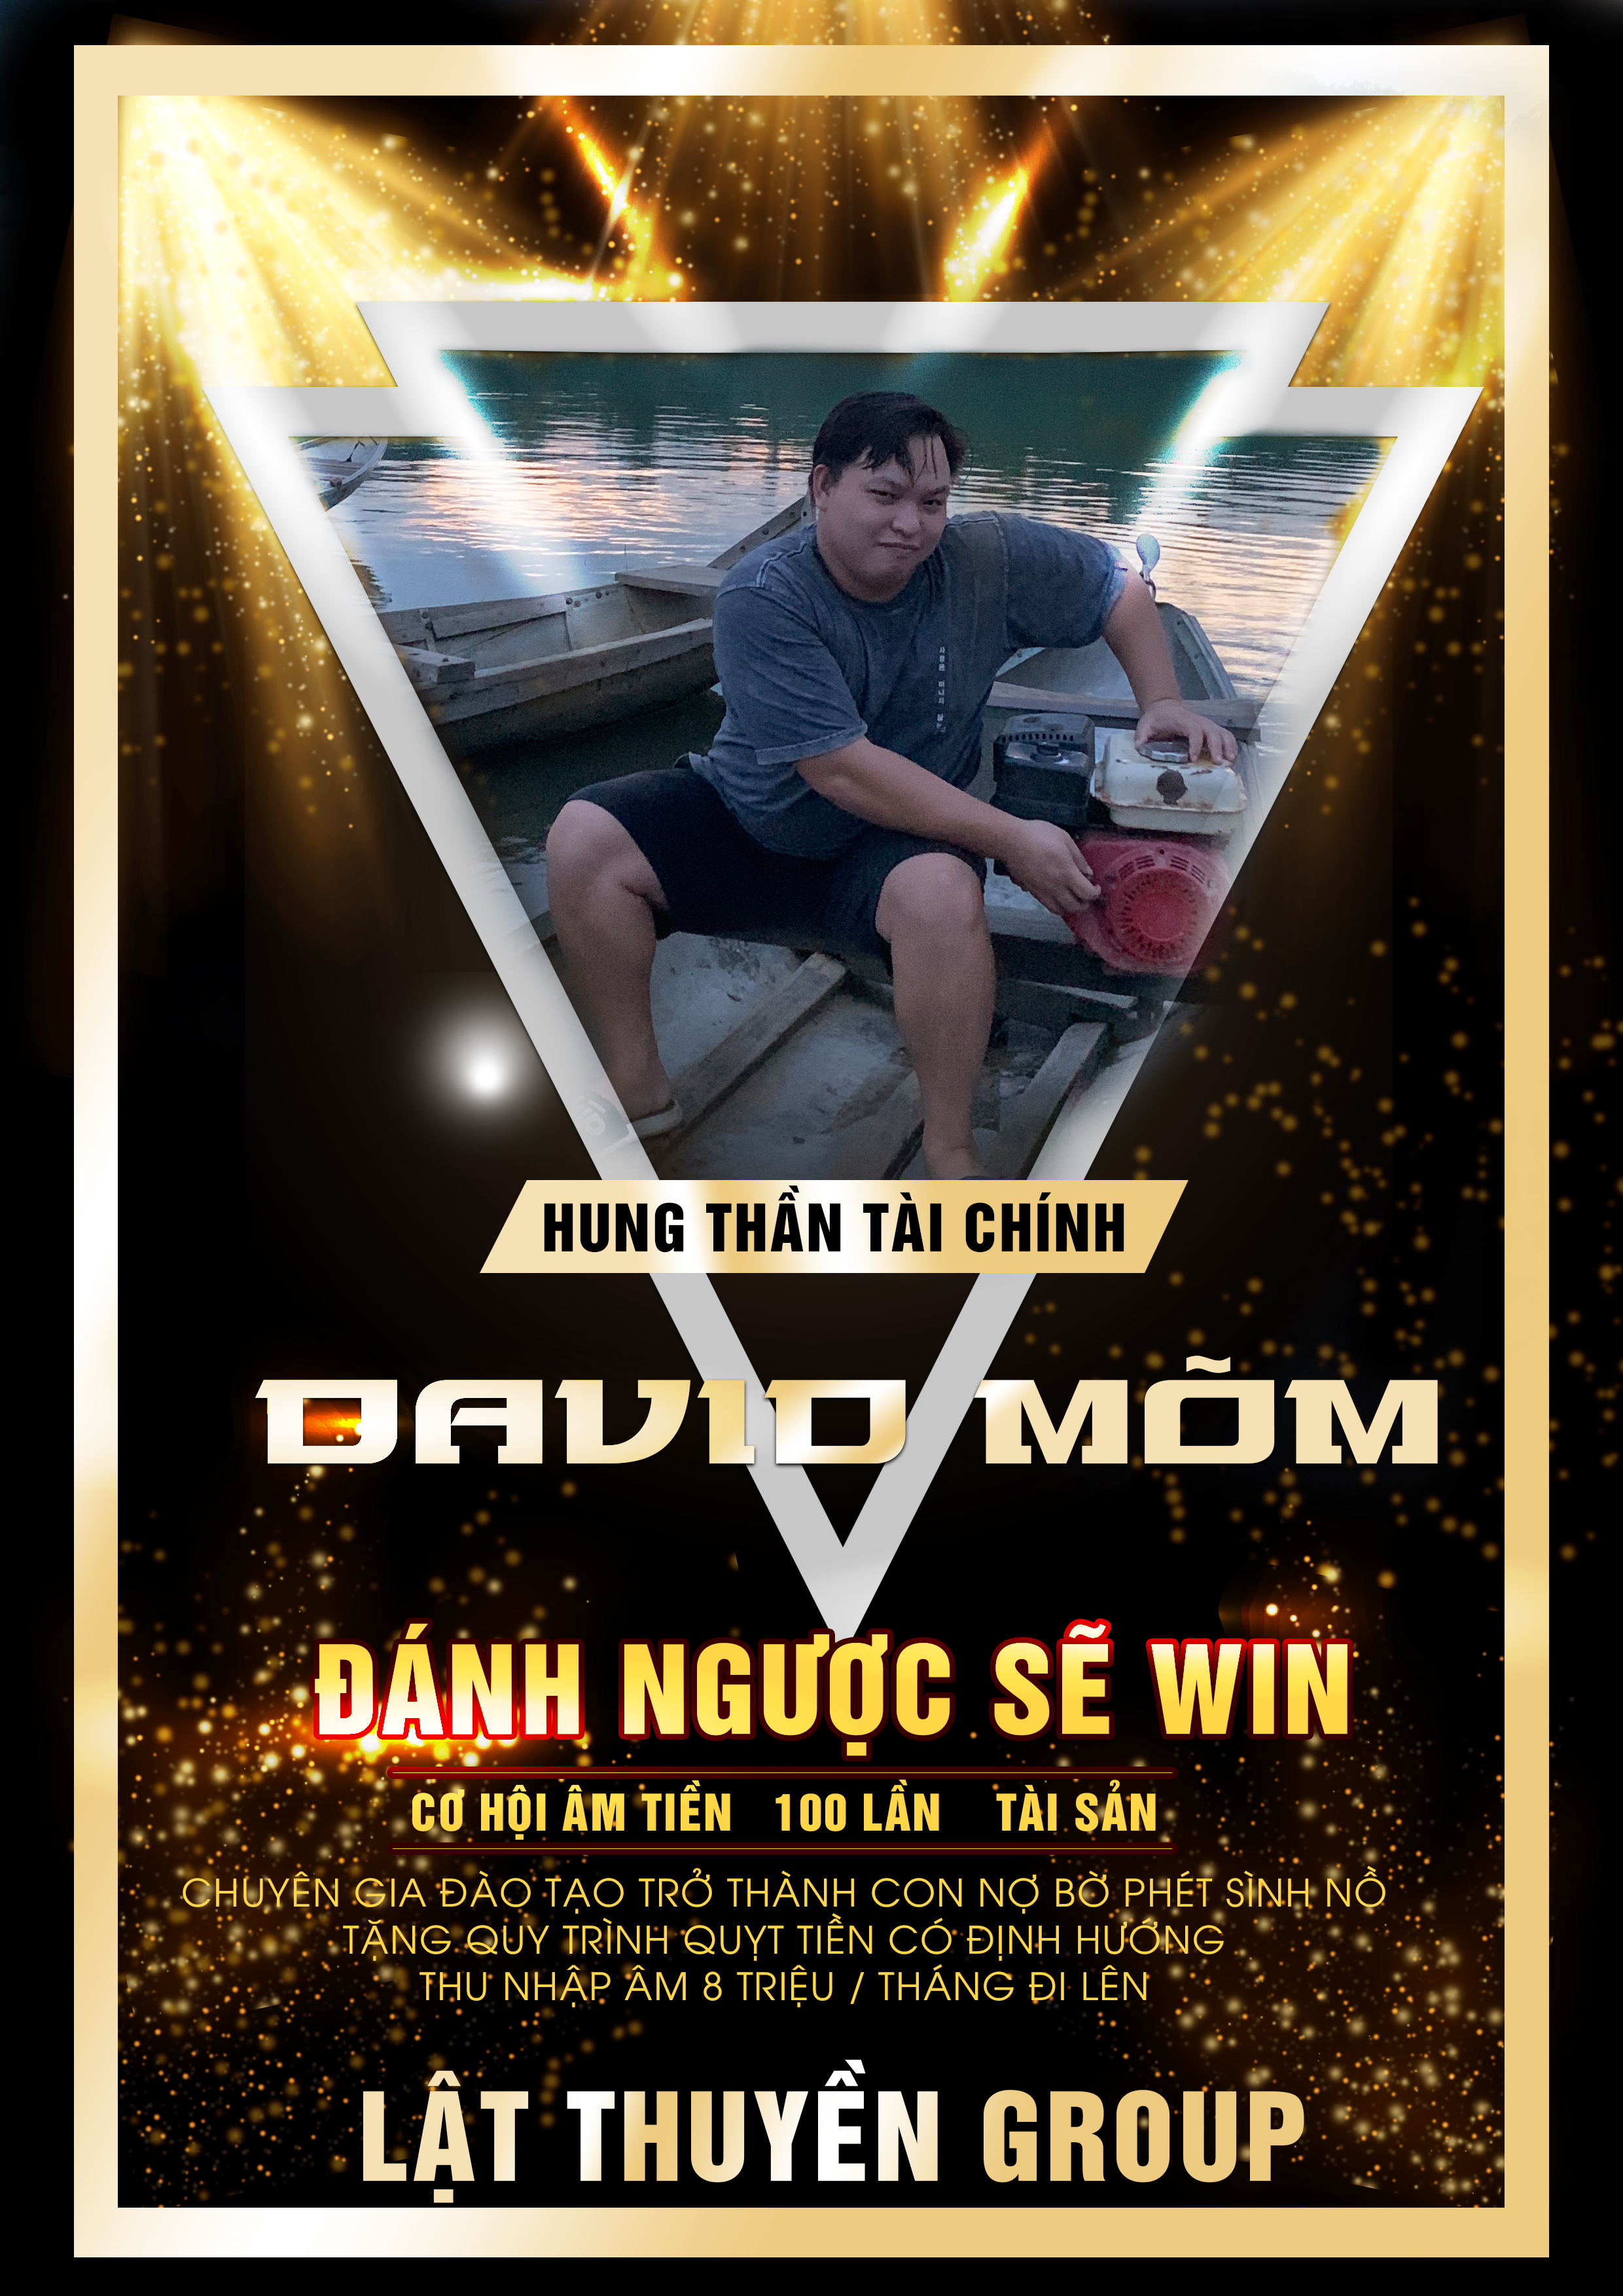 HUNG THẦN TÀI CHÍNH
DAVID MÕM
ĐÁNH NGƯỢC SẼ WIN
CƠ HỘI ÂM TIỀN 100 LẦN TÀI SẢN
CHUYÊN GIA ĐÀO TẠO TRỞ THÀNH CON NỢ BỜ PHÉT SÌNH NỒ
TẶNG QUY TRÌNH QUỴT TIỀN CÓ ĐỊNH HƯỚNG
THU NHẬP ÂM 8 TRIỆU / THÁNG ĐI LÊN
LẬT THUYỀN GROUP